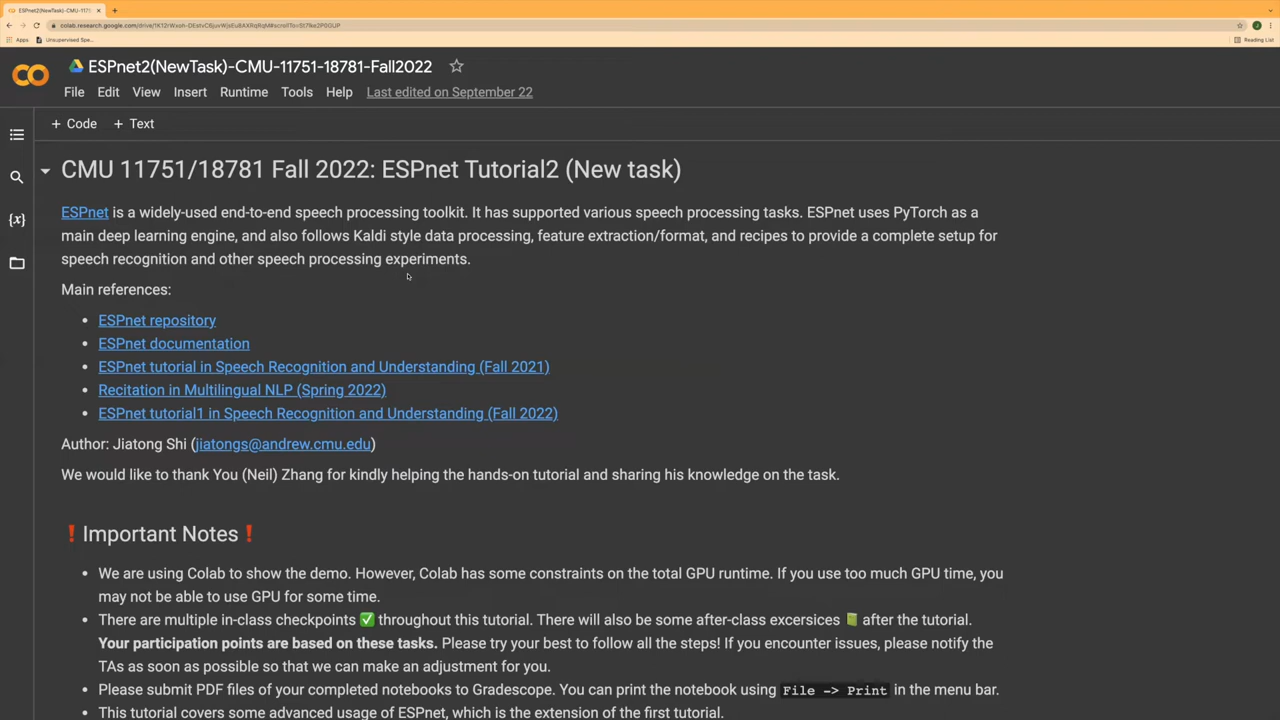 ESPnet2(NewTask)-CMU-1175
Apps
Unsupervised Spe...
Reading List
ESPnet2(NewTask)-CMU-11751-18781-Fall2022
File Edit View Insert Runtime Tools Help Last edited on September 22
+ Code + Text
CMU 11751/18781 Fall 2022: ESPnet Tutorial2 (New task)
ESPnet is a widely-used end-to-end speech processing toolkit. It has supported various speech processing tasks. ESPnet uses PyTorch as a
main deep learning engine, and also follows Kaldi style data processing, feature extraction/format, and recipes to provide a complete setup for
speech recognition and other speech processing experiments.
Main references:
• ESPnet repository
• ESPnet documentation
• ESPnet tutorial in Speech Recognition and Understanding (Fall 2021)
• Recitation in Multilingual NLP (Spring 2022)
• ESPnet tutorial1 in Speech Recognition and Understanding (Fall 2022)
Author: Jiatong Shi (jiatongs@andrew.cmu.edu)
We would like to thank You (Neil) Zhang for kindly helping the hands-on tutorial and sharing his knowledge on the task.
❗ Important Notes ❗
• We are using Colab to show the demo. However, Colab has some constraints on the total GPU runtime. If you use too much GPU time, you
may not be able to use GPU for some time.
• There are multiple in-class checkpoints ✅ throughout this tutorial. There will also be some after-class excersices 📗 after the tutorial.
Your participation points are based on these tasks. Please try your best to follow all the steps! If you encounter issues, please notify the
TAs as soon as possible so that we can make an adjustment for you.
• Please submit PDF files of your completed notebooks to Gradescope. You can print the notebook using File -> Print in the menu bar.
• This tutorial covers some advanced usage of ESPnet, which is the extension of the first tutorial.